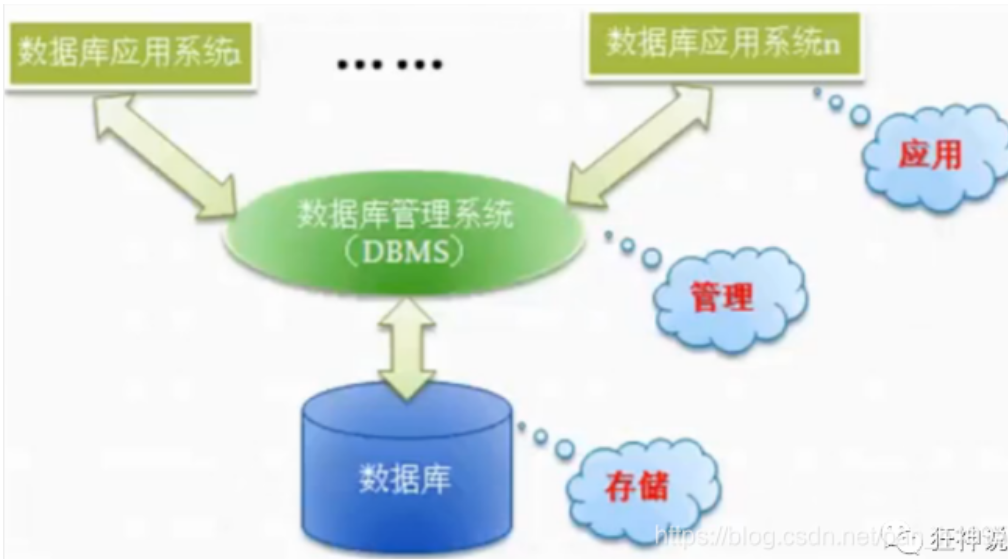 数据库应用系统1
数据库应用系统n
…… …
应用
数据库管理系统
（DBMS）
管理
数据库
存储
https://blog.csdn.net/
狂神说